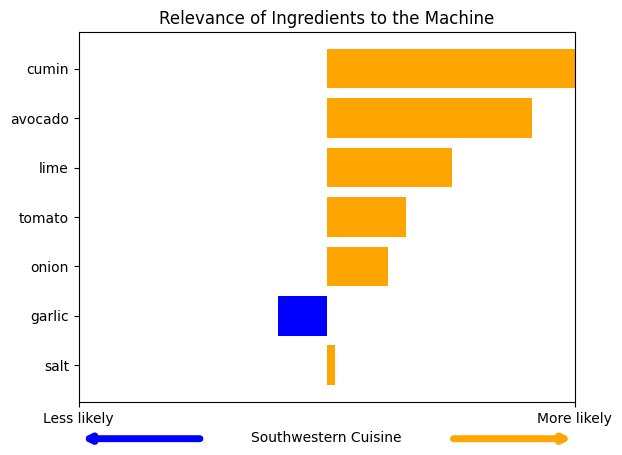 Relevance of Ingredients to the Machine
cumin
avocado
lime
tomato
onion
garlic
salt
Less likely
More likely
Southwestern Cuisine